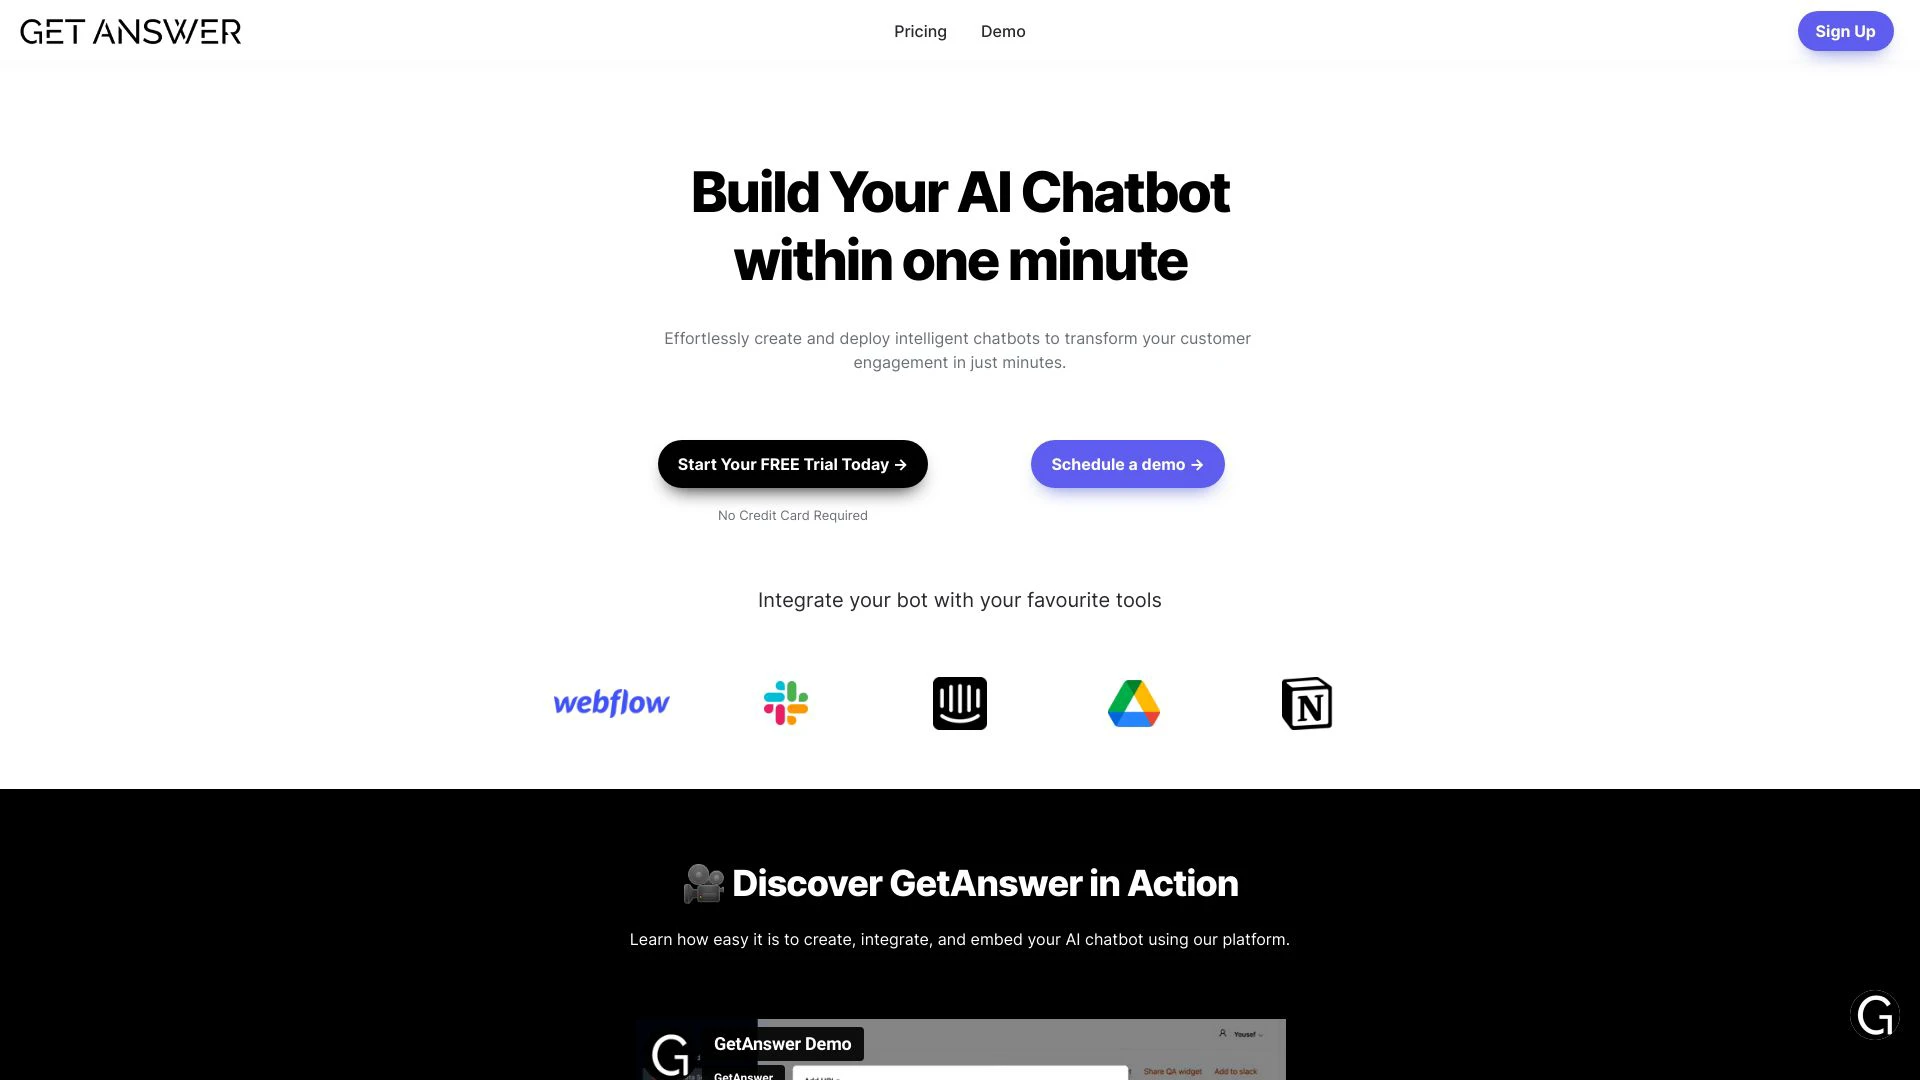 GET ANSWER
Pricing
Demo
Sign Up
Build Your AI Chatbot
within one minute
Effortlessly create and deploy intelligent chatbots to transform your customer
engagement in just minutes.
Start Your FREE Trial Today →
Schedule a demo →
No Credit Card Required
Integrate your bot with your favourite tools
webflow
N
Discover GetAnswer in Action
Learn how easy it is to create, integrate, and embed your AI chatbot using our platform.
G
G
GetAnswer Demo
Yousef
GetAnswer
Share QA widget
Add to slack